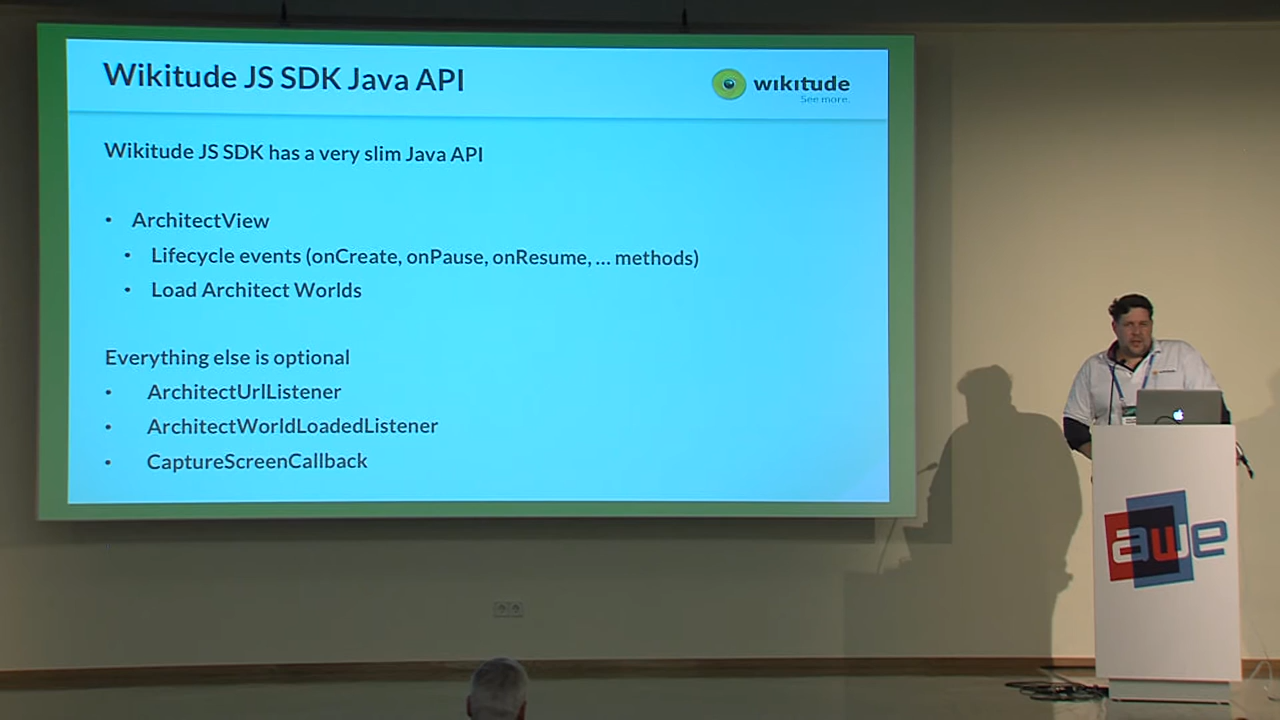 Wikitude JS SDK Java API
wikitude
See more.
Wikitude JS SDK has a very slim Java API
• ArchitectView
• Lifecycle events (onCreate, onPause, onResume, ... methods)
• Load Architect Worlds
Everything else is optional
• ArchitectUrlListener
• ArchitectWorldLoadedListener
• CaptureScreenCallback
awe